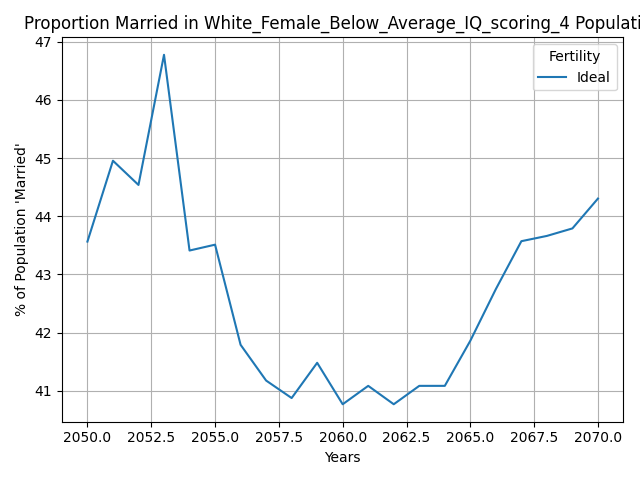 Proportion Married in White_Female_Below_Average_IQ_scoring_4 Populati
47
46
45
44
43
42
41
% of Population 'Married'
Fertility
Ideal
2050.0 2052.5 2055.0 2057.5 2060.0 2062.5 2065.0 2067.5 2070.0
Years